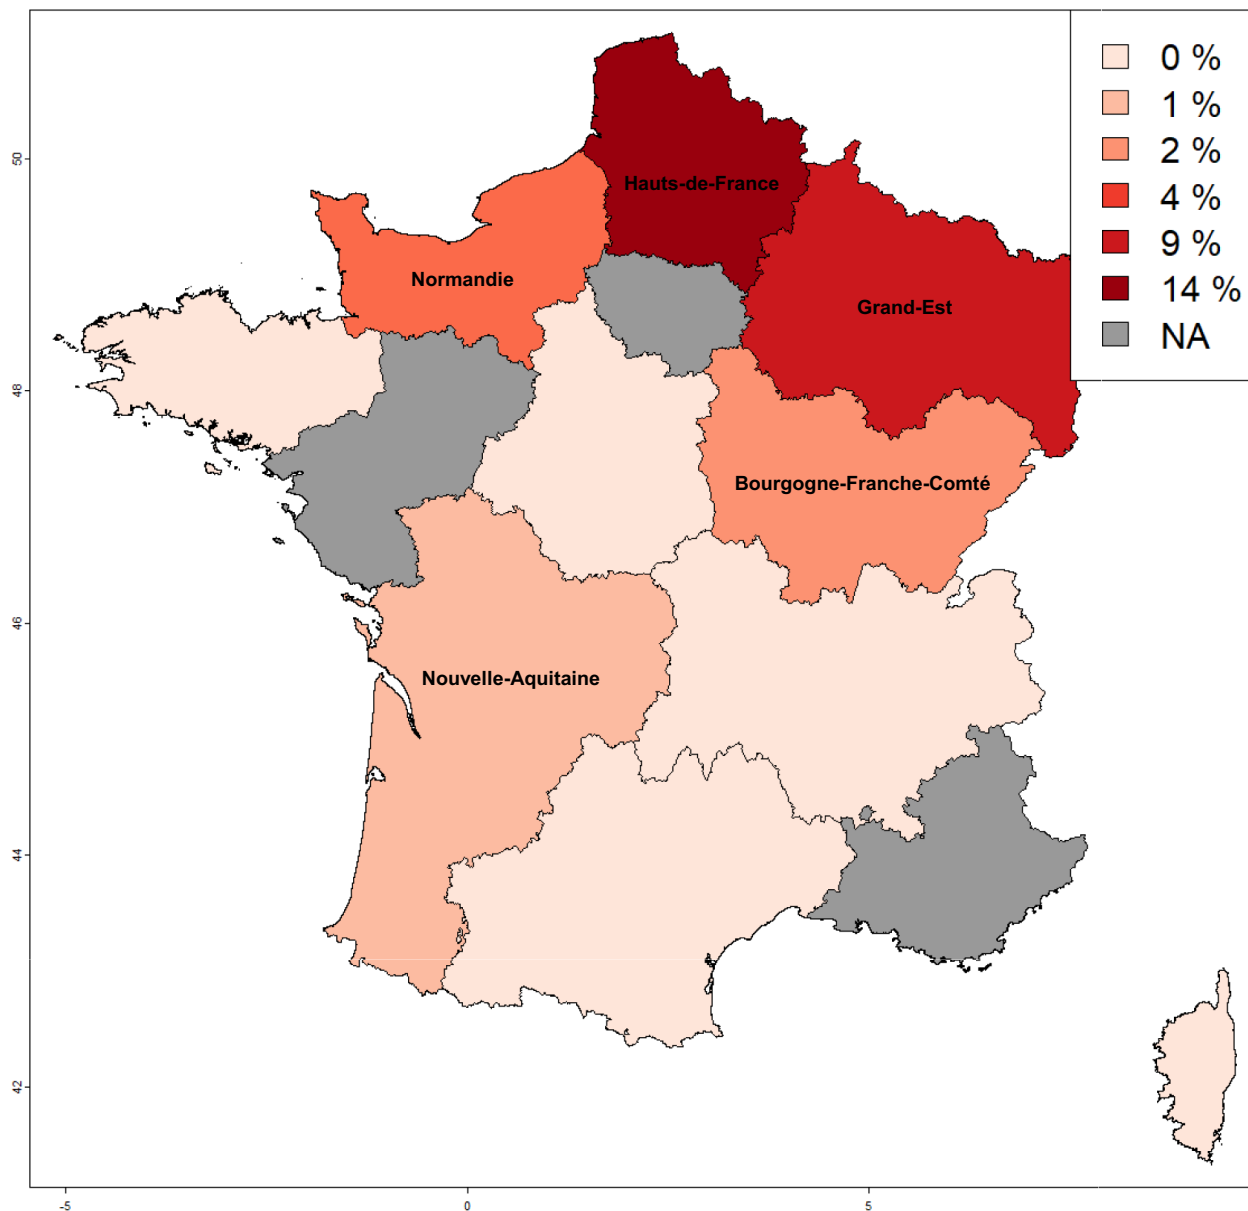 0 %
1 %
2 %
4 %
9 %
14 %
NA
Hauts-de-France
Normandie
Grand-Est
Bourgogne-Franche-Comté
Nouvelle-Aquitaine
50
48
46
44
42
-5
0
5